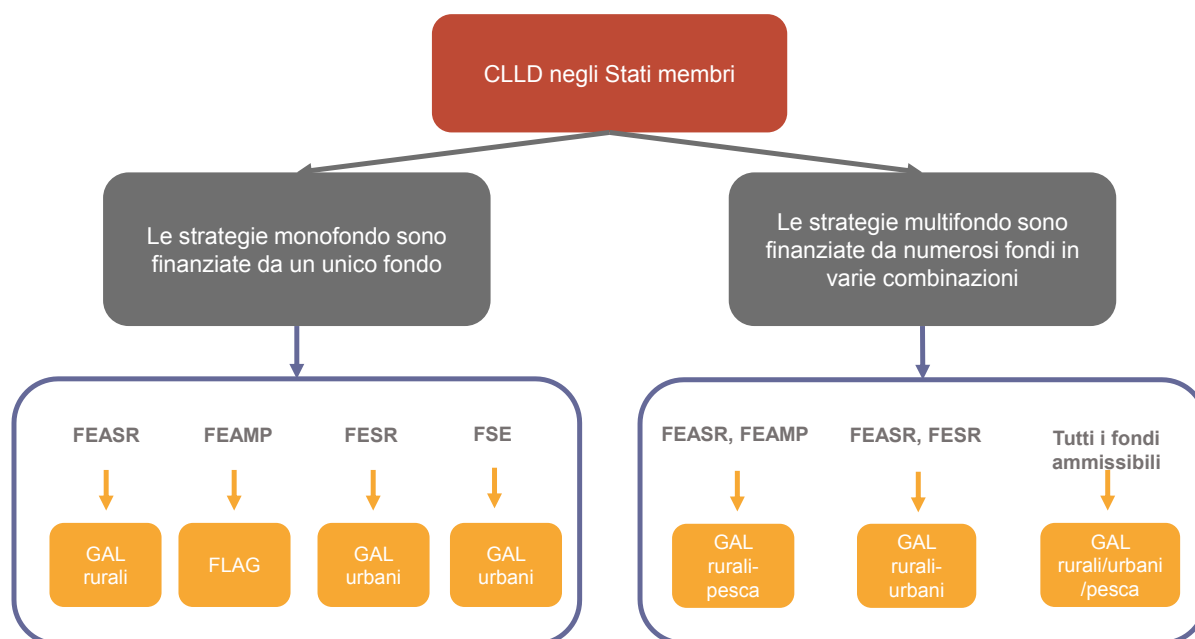 CLLD negli Stati membri
Le strategie monofondo sono
finanziate da un unico fondo
Le strategie multifondo sono
finanziate da numerosi fondi in
varie combinazioni
FEASR
FEAMP
FESR
FSE
GAL
rurali
FLAG
GAL
urbani
GAL
urbani
FEASR, FEAMP
FEASR, FESR
Tutti i fondi
ammissibili
GAL
rurali-
pesca
GAL
rurali-
urbani
GAL
rurali/urbani
/pesca